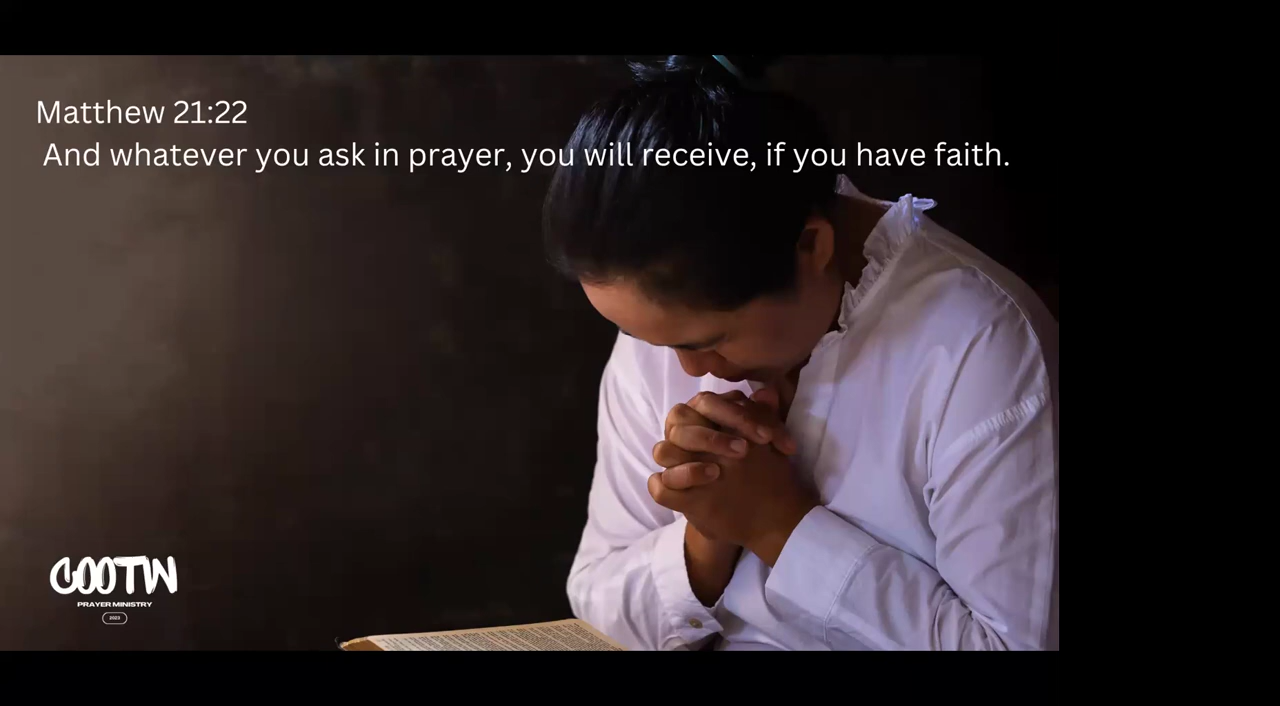 Matthew 21:22
And whatever you ask in prayer, you will receive, if you have faith.
COOTW
PRAYER MINISTRY
2023